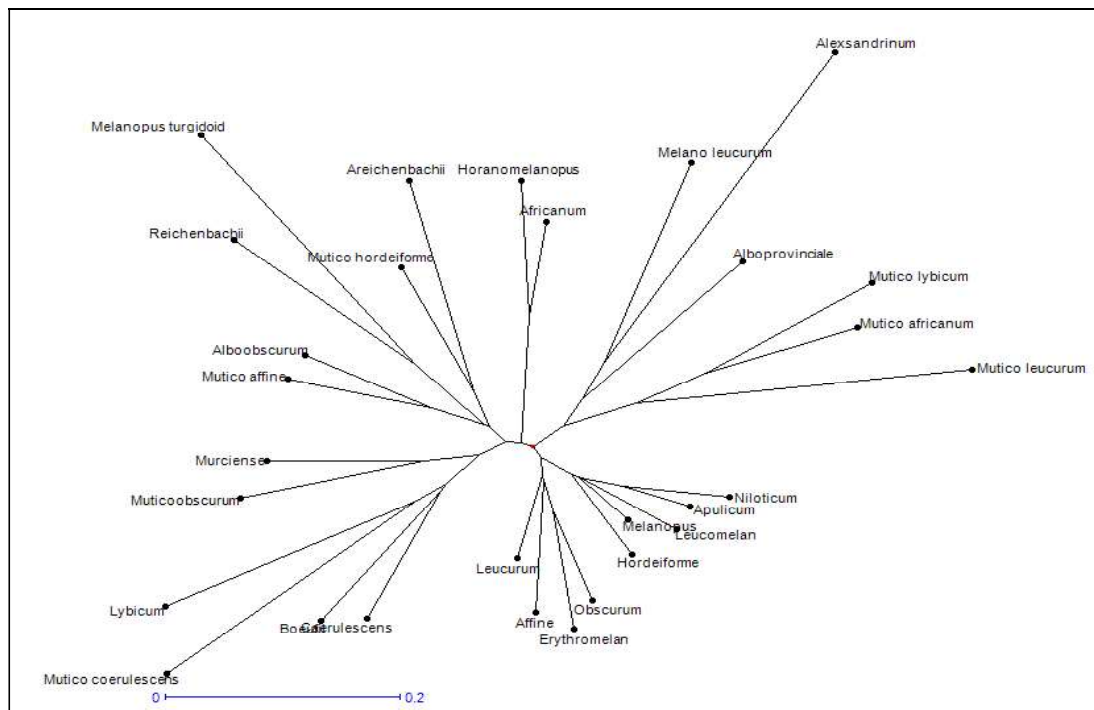 Alexsandrinum
Melanopus turgidoid
Melano leucurum
Areichenbachii
Horanomelanopus
Africanum
Reichenbachii
Mutico hordeiforme
Alboprovinciale
Mutico lybicum
Mutico africanum
Alboobscurum
Mutico affine
Mutico leucurum
Murciense
Muticoobscurum
Niloticum
Apulicum
Melanopus
Leucomelan
Hordeiforme
Leucurum
Lybicum
Obscurum
Affine
Coerulescens
Erythromelan
Mutico coerulescens
0
0.2